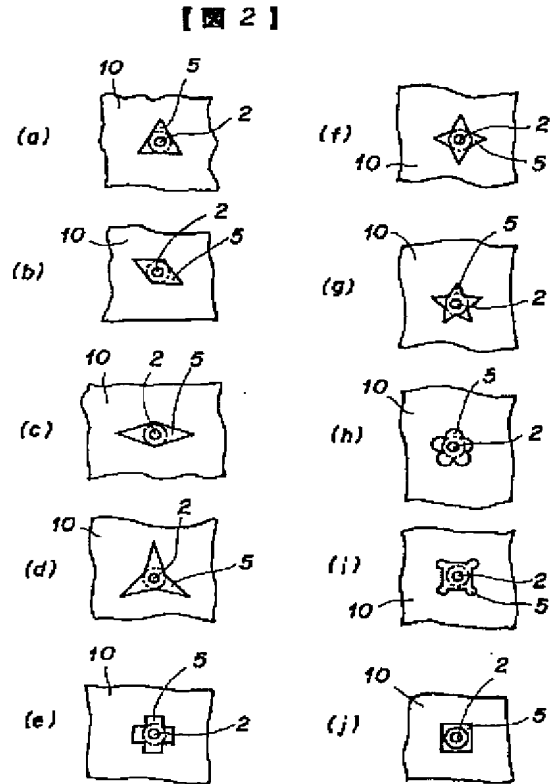 【図 2】
10 5 2 (a)
10 2 5 (b)
10 2 5 (c)
10 2 5 (d)
10 5 2 (e)
(f) 2 5 10
10 5 (g) 2
10 5 (h) 2
(i) 2 5 10
10 2 5 (j)